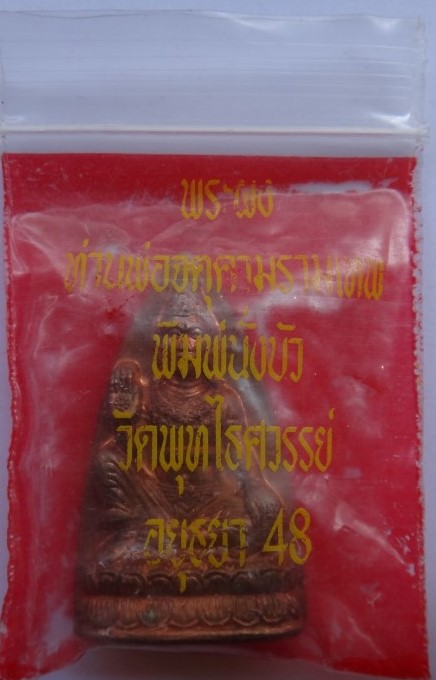 พระผง
ท่านพ่อจตุคามรามเทพ
พิมพ์นั่งบัว
วัดพุทไธศวรรย์
อยุธยา 48